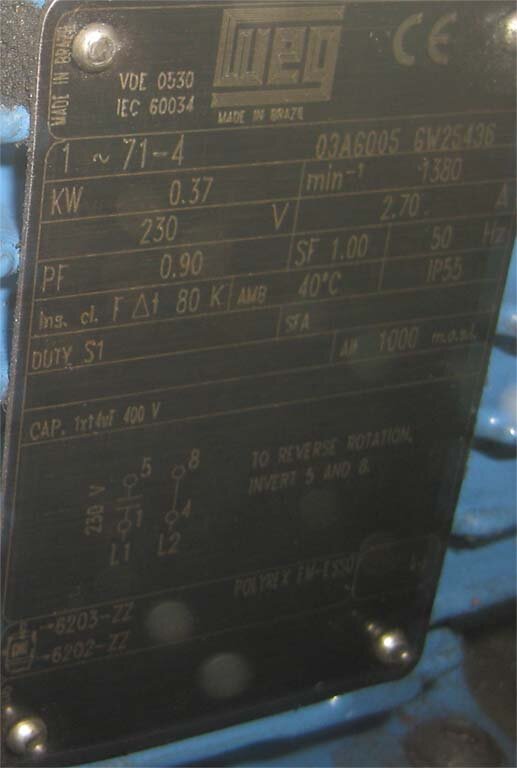 MADE IN BRAZIL
VDE 0530
IEC 60034
WEG
MADE IN BRAZIL
CE
1 ~ 71-4 03A6005 GW25436
KW 0.37 min-¹ 1380
230 V 2.70 A
PF 0.90 SF 1.00 50 Hz
Ins. cl. F Δt 80 K AMB 40°C IP55
DUTY S1 SFA
Alt 1000 m.a.s.l.
CAP. 1x14uF 400 V
230 V
5 8
1 4
L1 L2
TO REVERSE ROTATION,
INVERT 5 AND 8.
POLYREX EM-ESSO
6203-ZZ
6202-ZZ